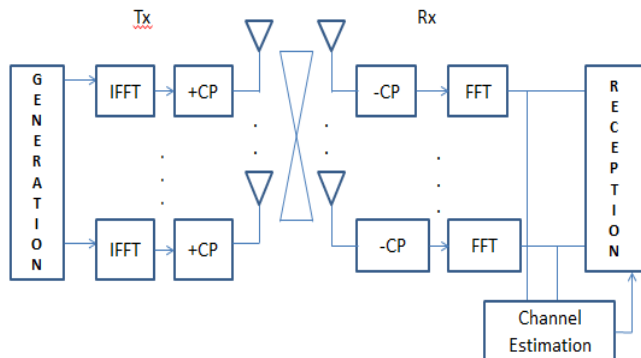 Tx
Rx
GENERATION
IFFT
+CP
-CP
FFT
RECEPTION
IFFT
+CP
-CP
FFT
Channel
Estimation